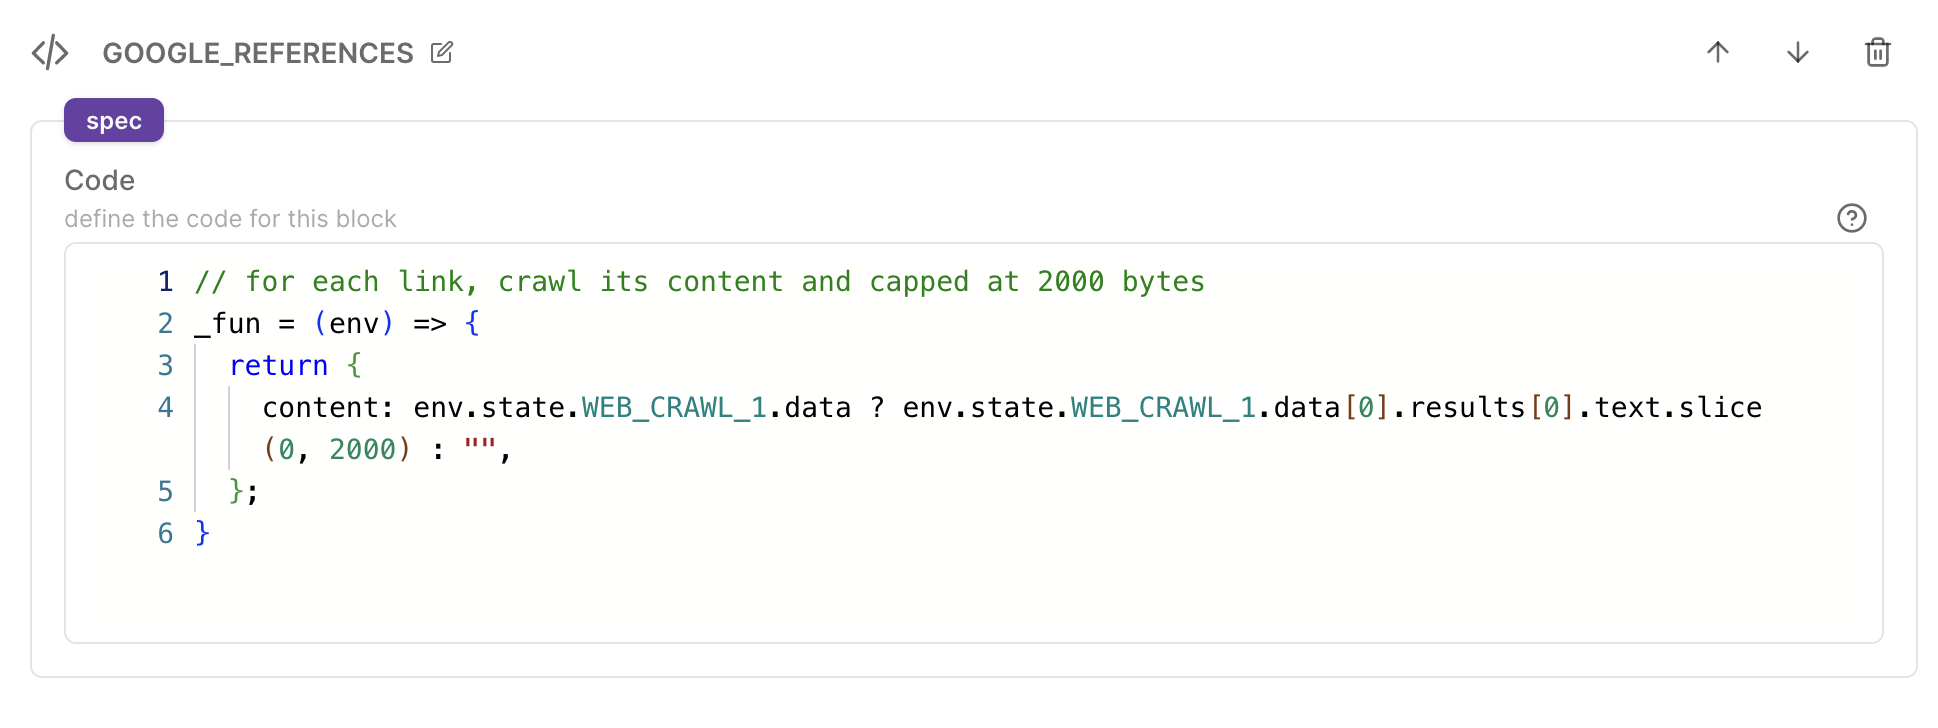 GOOGLE_REFERENCES
spec
Code
define the code for this block
1 // for each link, crawl its content and capped at 2000 bytes
2 _fun = (env) => {
3   return {
4     content: env.state.WEB_CRAWL_1.data ? env.state.WEB_CRAWL_1.data[0].results[0].text.slice
    (0, 2000) : "",
5   };
6 }